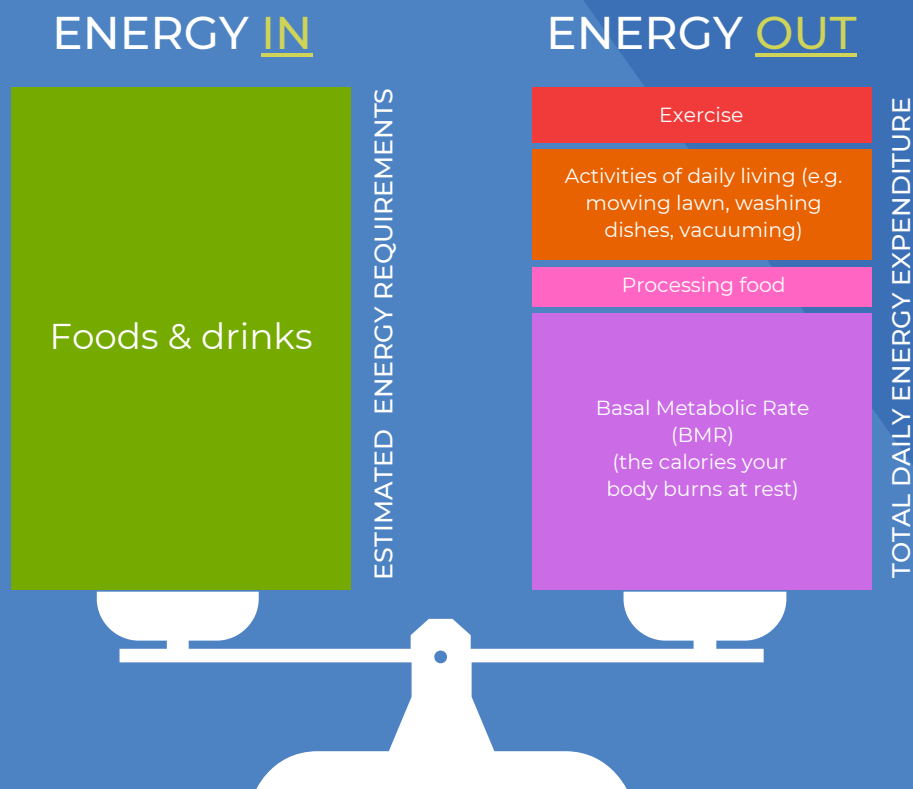 ENERGY IN
Foods & drinks
ESTIMATED ENERGY REQUIREMENTS
ENERGY OUT
Exercise
Activities of daily living (e.g.
mowing lawn, washing
dishes, vacuuming)
Processing food
Basal Metabolic Rate
(BMR)
(the calories your
body burns at rest)
TOTAL DAILY ENERGY EXPENDITURE